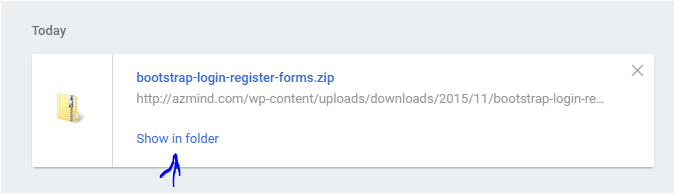 Today
bootstrap-login-register-forms.zip
http://azmind.com/wp-content/uploads/downloads/2015/11/bootstrap-login-re...
Show in folder